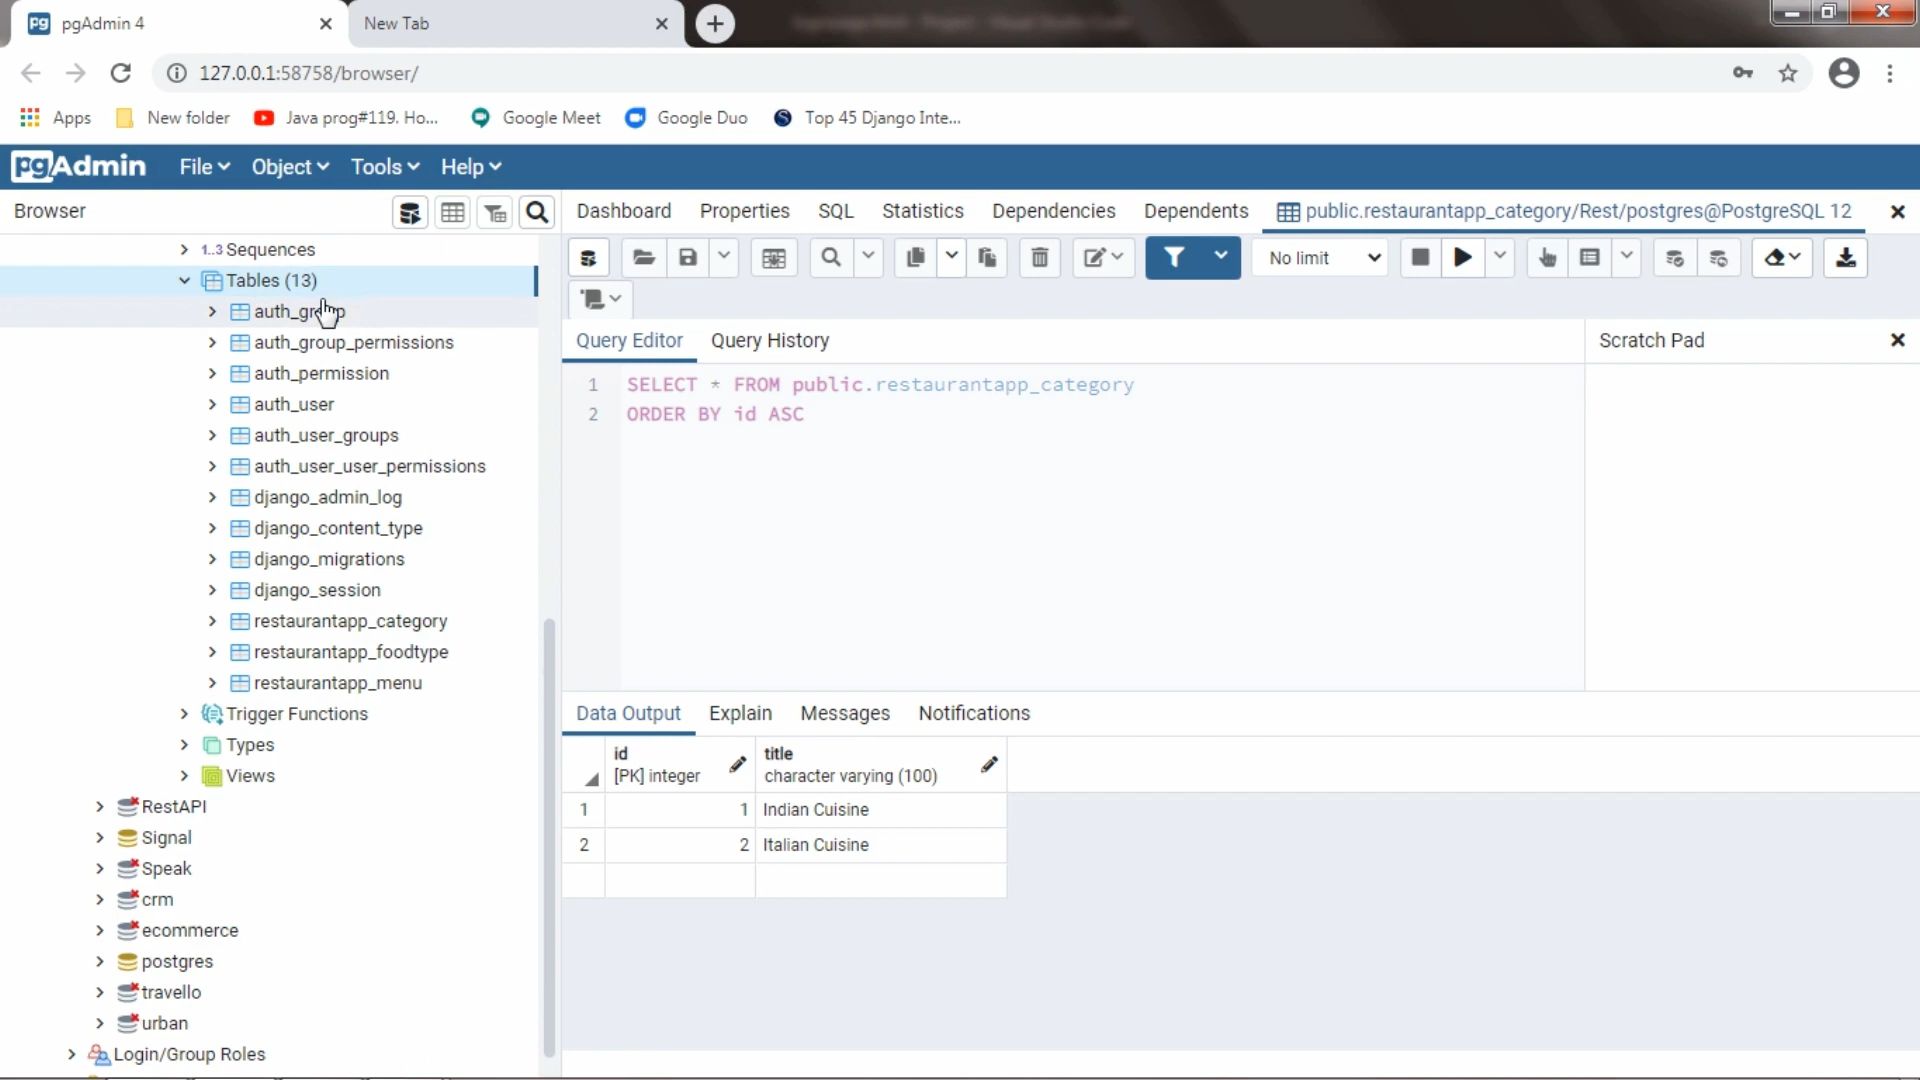 pgAdmin 4
New Tab
127.0.0.1:58758/browser/
Apps
New folder
Java prog#119. Ho...
Google Meet
Google Duo
Top 45 Django Inte...
pgAdmin
File
Object
Tools
Help
Browser
1..3 Sequences
Tables (13)
auth_group
auth_group_permissions
auth_permission
auth_user
auth_user_groups
auth_user_user_permissions
django_admin_log
django_content_type
django_migrations
django_session
restaurantapp_category
restaurantapp_foodtype
restaurantapp_menu
Trigger Functions
Types
Views
RestAPI
Signal
Speak
crm
ecommerce
postgres
travello
urban
Login/Group Roles
Dashboard
Properties
SQL
Statistics
Dependencies
Dependents
public.restaurantapp_category/Rest/postgres@PostgreSQL 12
No limit
Query Editor
Query History
Scratch Pad
1 SELECT * FROM public.restaurantapp_category
2 ORDER BY id ASC
Data Output
Explain
Messages
Notifications
id
[PK] integer
title
character varying (100)
1 1 Indian Cuisine
2 2 Italian Cuisine